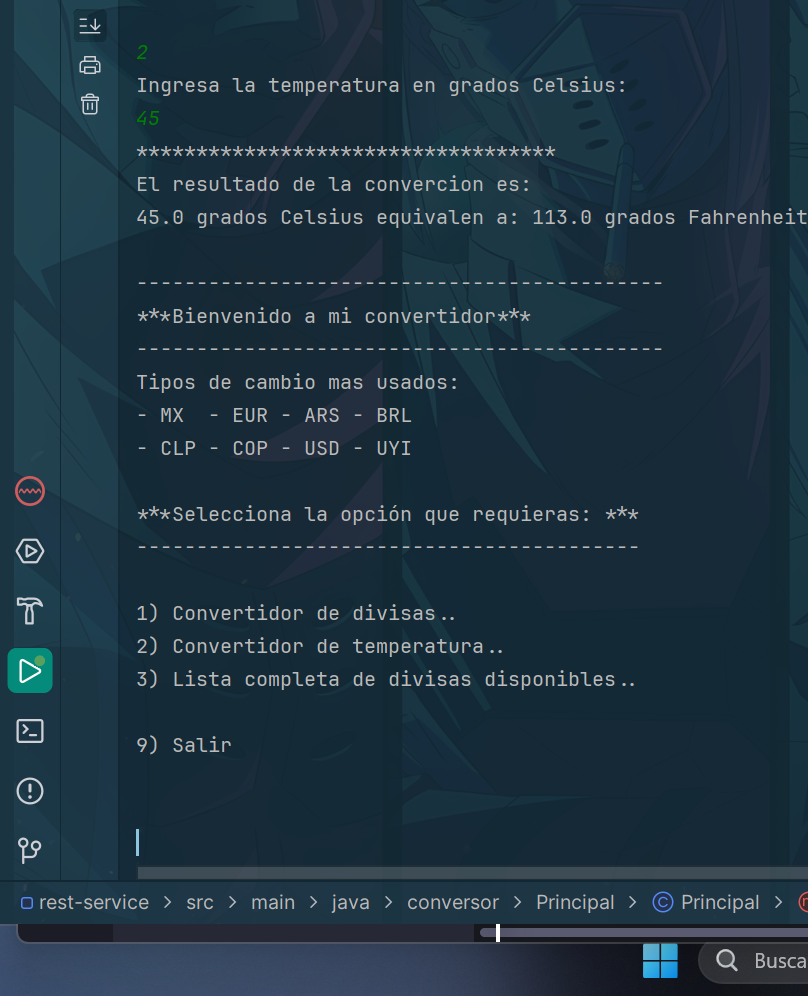 2
Ingresa la temperatura en grados Celsius:
45
***********************************
El resultado de la convercion es:
45.0 grados Celsius equivalen a: 113.0 grados Fahrenheit
--------------------------------------------
***Bienvenido a mi convertidor***
--------------------------------------------
Tipos de cambio mas usados:
- MX  - EUR - ARS - BRL
- CLP - COP - USD - UYI
***Selecciona la opción que requieras: ***
------------------------------------------
1) Convertidor de divisas..
2) Convertidor de temperatura..
3) Lista completa de divisas disponibles..
9) Salir
rest-service > src > main > java > conversor > Principal > C Principal >
Busca